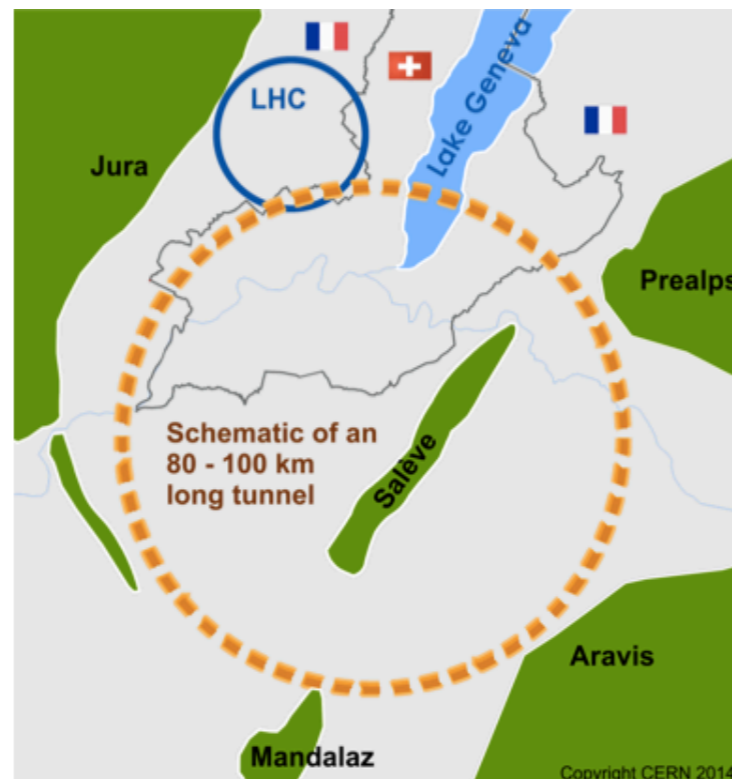 LHC
Lake Geneva
Jura
Prealps
Schematic of an
80 - 100 km
long tunnel
Salève
Aravis
Mandalaz
Copyright CERN 2014